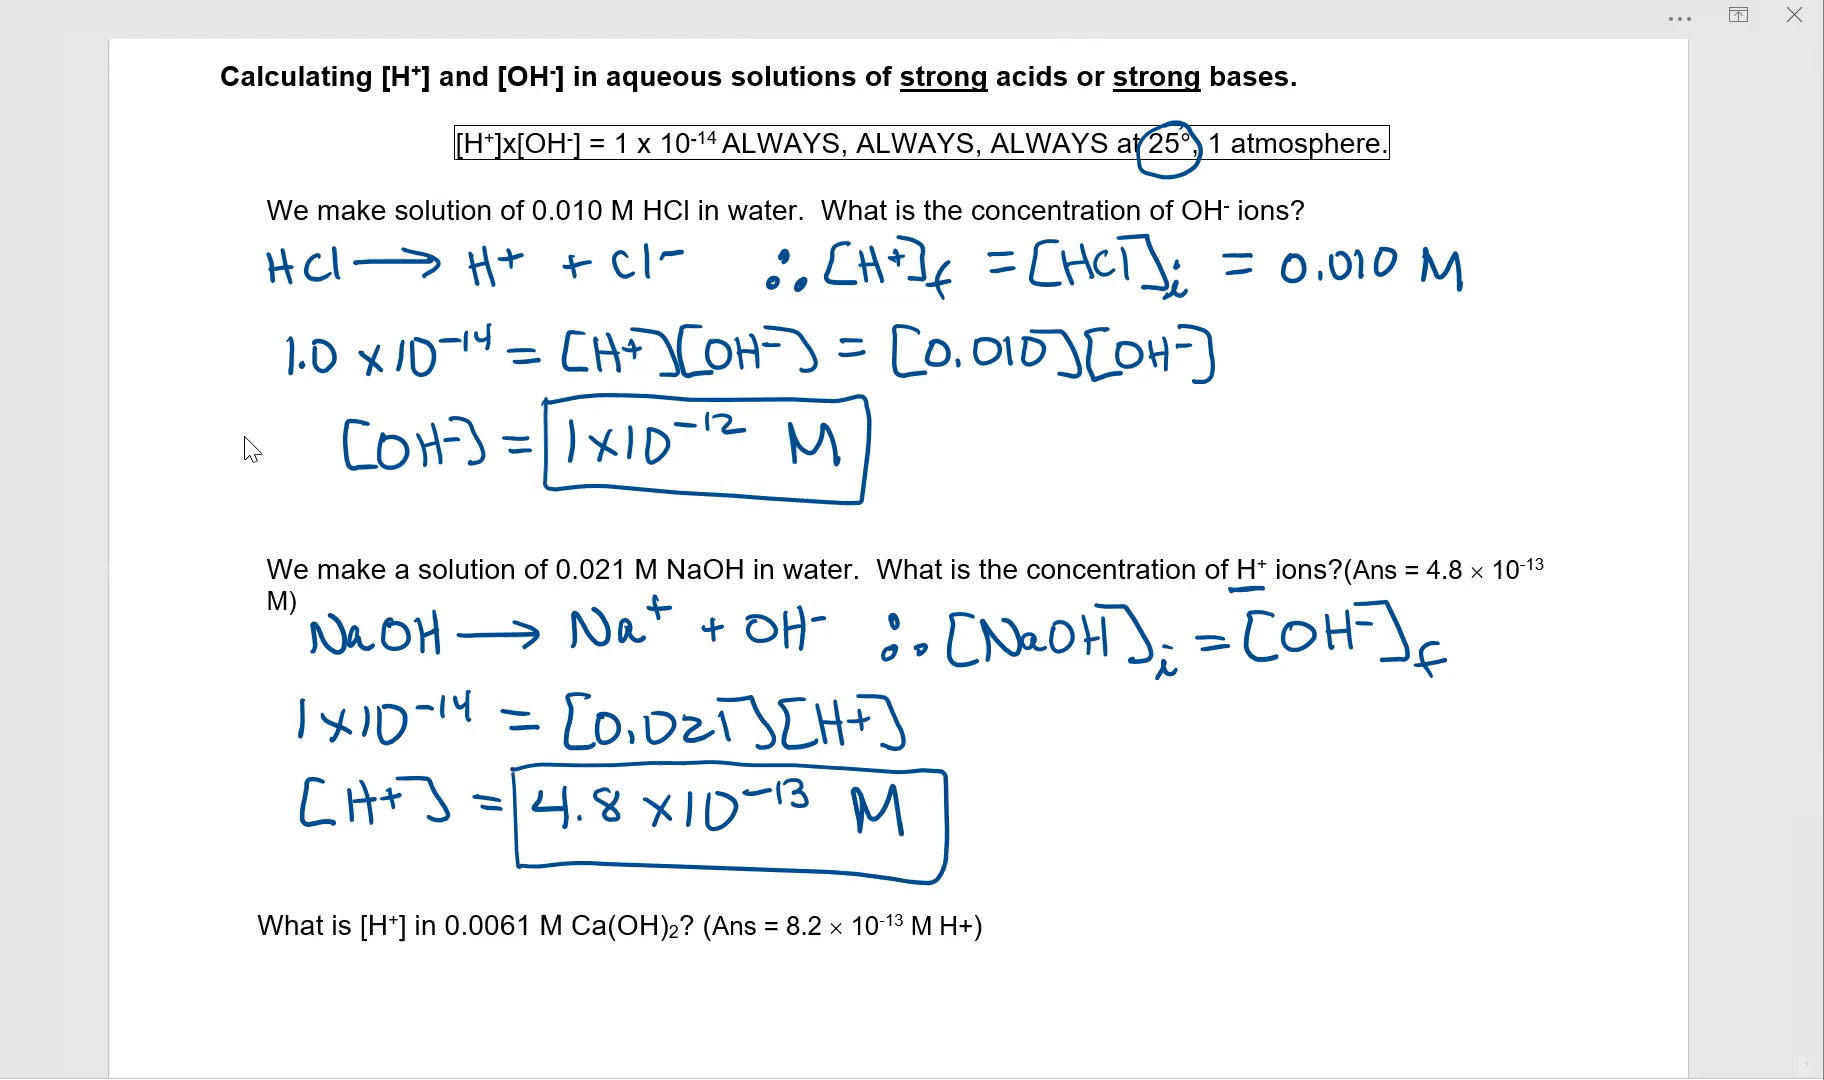 Calculating [H⁺] and [OH⁻] in aqueous solutions of strong acids or strong bases.
[H⁺]x[OH⁻] = 1 x 10⁻¹⁴ ALWAYS, ALWAYS, ALWAYS at 25°, 1 atmosphere.
We make solution of 0.010 M HCl in water. What is the concentration of OH⁻ ions?
HCl → H⁺ + Cl⁻ ∴ [H⁺]f = [HCl]i = 0.010 M
1.0 × 10⁻¹⁴ = [H⁺][OH⁻] = [0.010][OH⁻]
[OH⁻] = 1×10⁻¹² M
We make a solution of 0.021 M NaOH in water. What is the concentration of H⁺ ions?(Ans = 4.8 × 10⁻¹³
M)
NaOH → Na⁺ + OH⁻ ∴ [NaOH]i = [OH⁻]f
1×10⁻¹⁴ = [0.021][H⁺]
[H⁺] = 4.8 ×10⁻¹³ M
What is [H⁺] in 0.0061 M Ca(OH)₂? (Ans = 8.2 × 10⁻¹³ M H+)